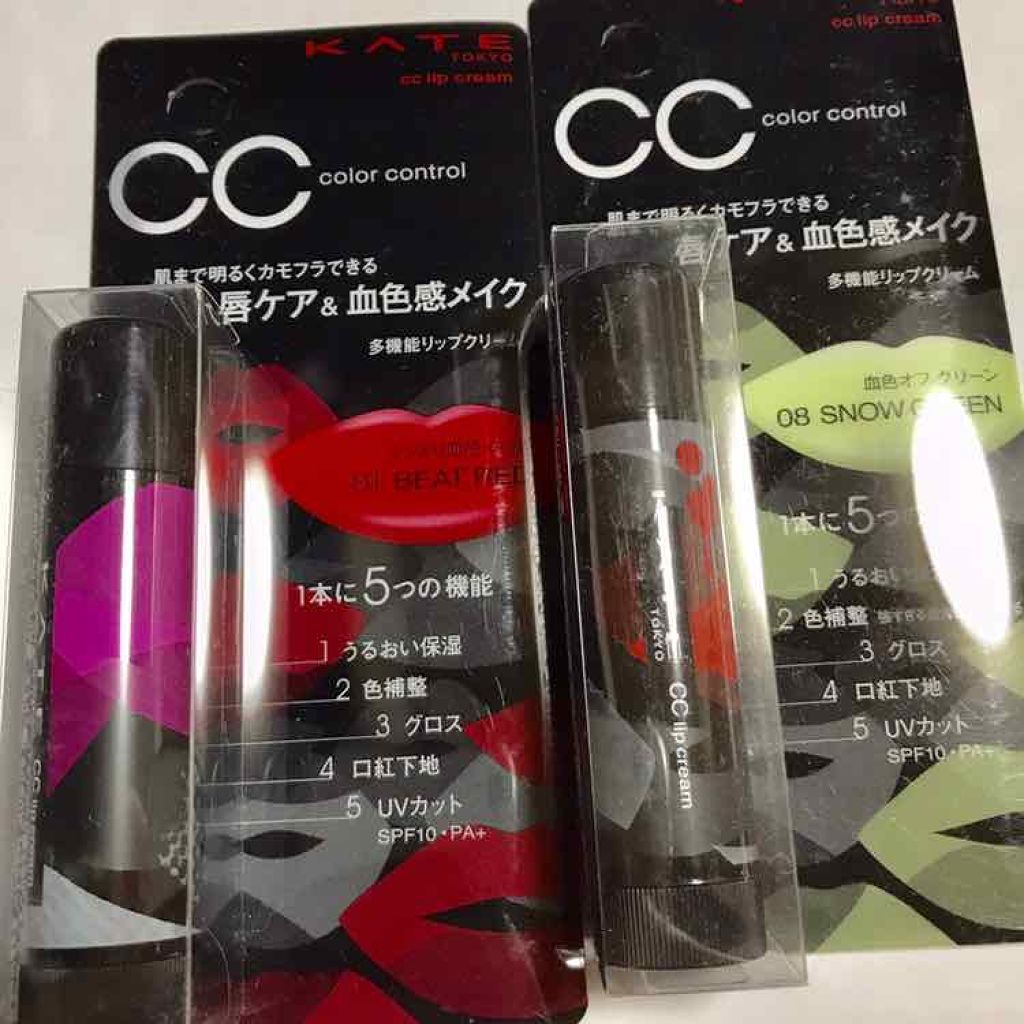 KATE
TOKYO
cc lip cream
CC color control
肌まで明るくカモフラできる
唇ケア&血色感メイク
多機能リップクリーム
01 BEAT RED
1本に5つの機能
1 うるおい保湿
2 色補整
3 グロス
4 口紅下地
5 UVカット
SPF10・PA+
cc lip cream
CC color control
肌まで明るくカモフラできる
唇ケア&血色感メイク
多機能リップクリーム
血色オフ グリーン
08 SNOW GREEN
1本に5つ
1 うるおい
2 色補整
3 グロス
4 口紅下地
5 UVカット
SPF10・PA+
TOKYO
CC lip cream